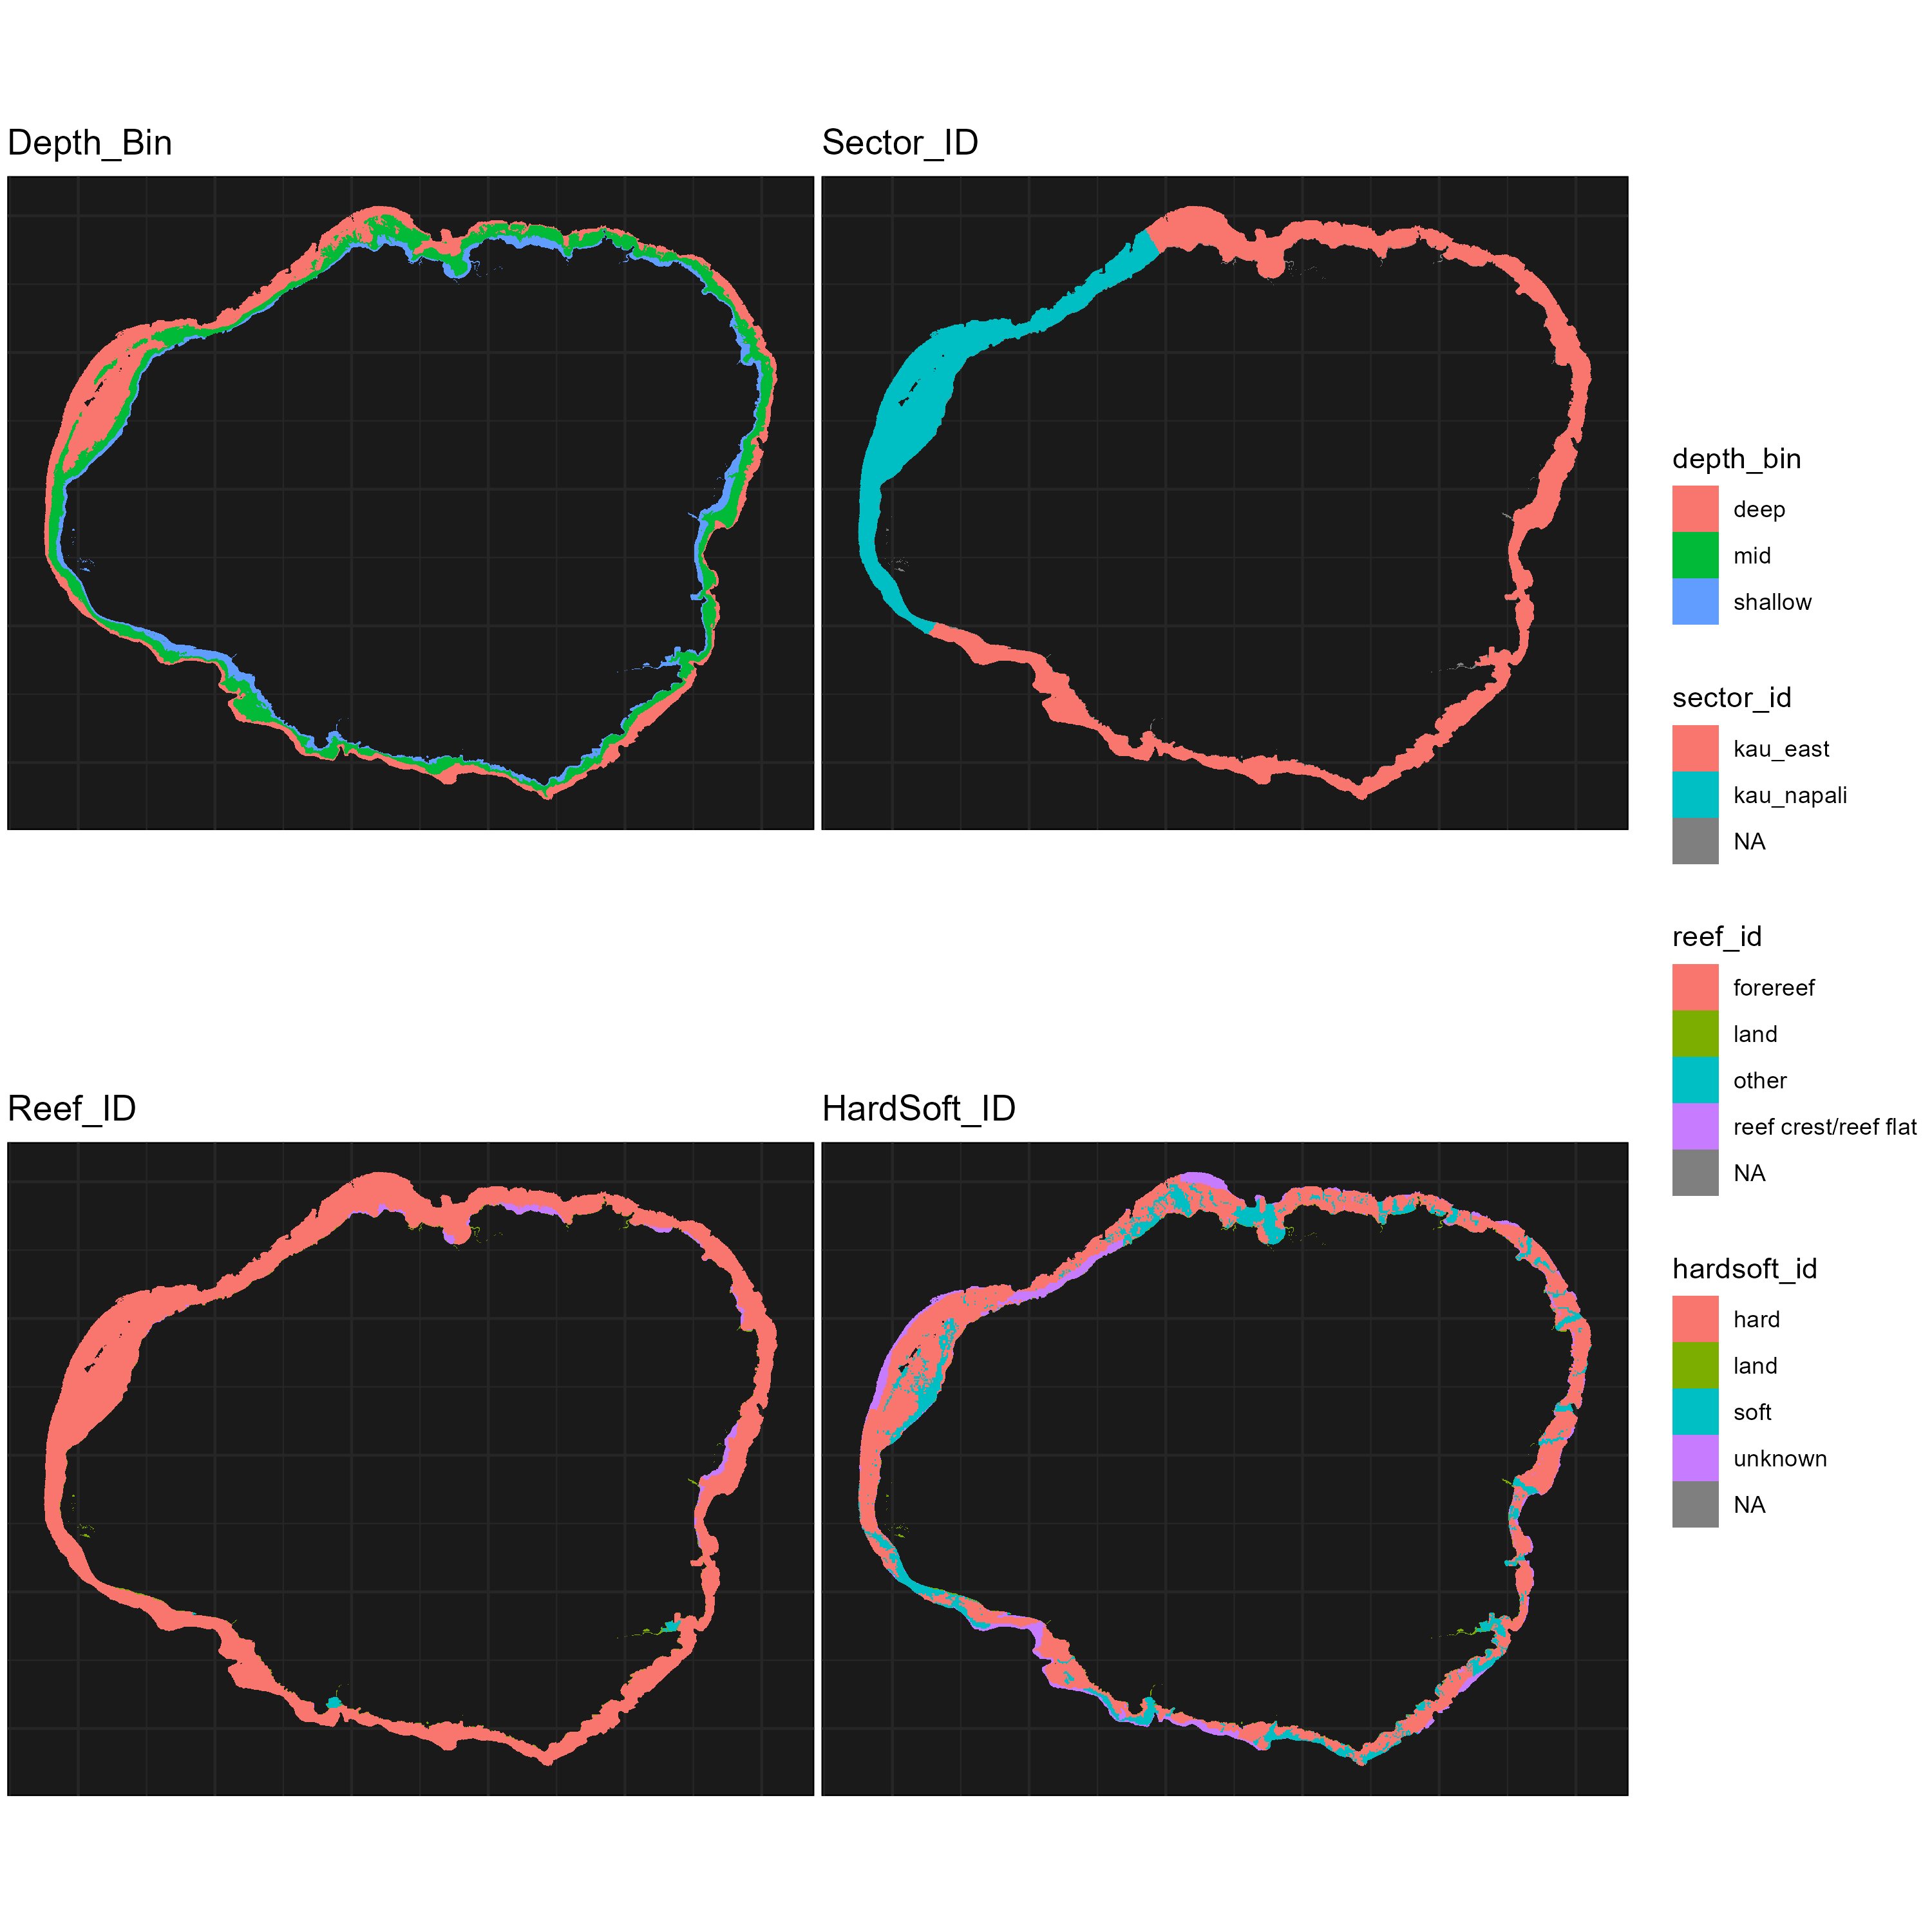 Depth_Bin
Sector_ID
Reef_ID
HardSoft_ID
depth_bin
deep
mid
shallow
sector_id
kau_east
kau_napali
NA
reef_id
forereef
land
other
reef crest/reef flat
NA
hardsoft_id
hard
land
soft
unknown
NA